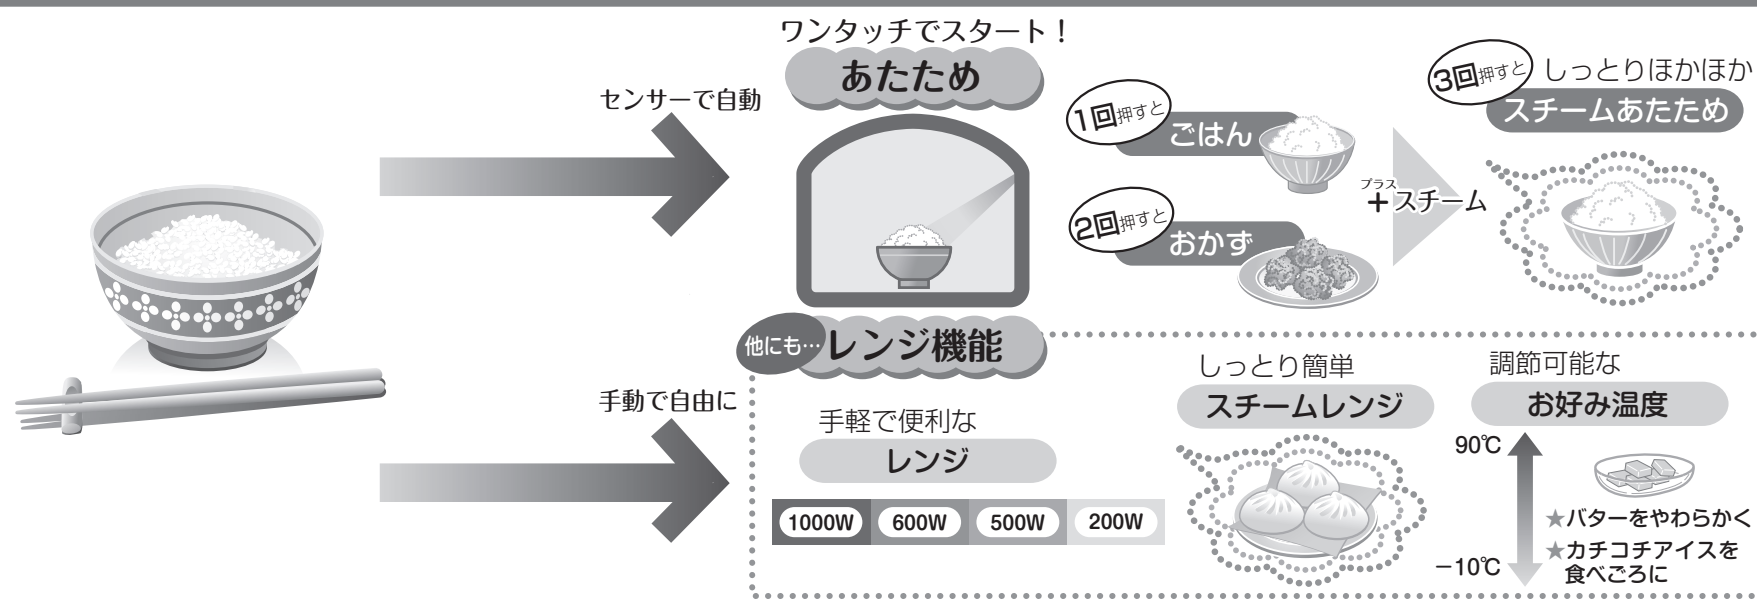 ワンタッチでスタート！
あたため
センサーで自動
1回押すと
ごはん
2回押すと
おかず
プラス
+スチーム
3回押すと
しっとりほかほか
スチームあたため
他にも…
レンジ機能
手動で自由に
手軽で便利な
レンジ
1000W
600W
500W
200W
しっとり簡単
スチームレンジ
調節可能な
お好み温度
90℃
−10℃
★バターをやわらかく
★カチコチアイスを
食べごろに